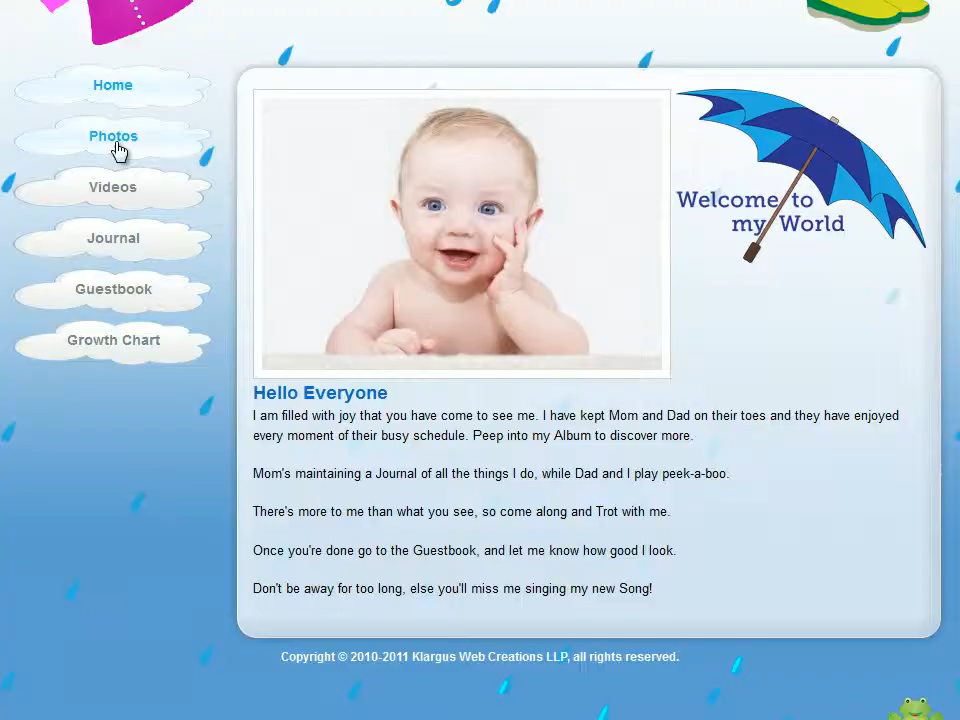 Home
Photos
Videos
Journal
Guestbook
Growth Chart
Welcome to
my World
Hello Everyone
I am filled with joy that you have come to see me. I have kept Mom and Dad on their toes and they have enjoyed
every moment of their busy schedule. Peep into my Album to discover more.
Mom's maintaining a Journal of all the things I do, while Dad and I play peek-a-boo.
There's more to me than what you see, so come along and Trot with me.
Once you're done go to the Guestbook, and let me know how good I look.
Don't be away for too long, else you'll miss me singing my new Song!
Copyright © 2010-2011 Klargus Web Creations LLP, all rights reserved.